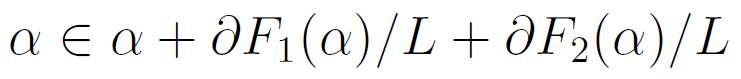 α ∈ α + ∂F₁(α)/L + ∂F₂(α)/L